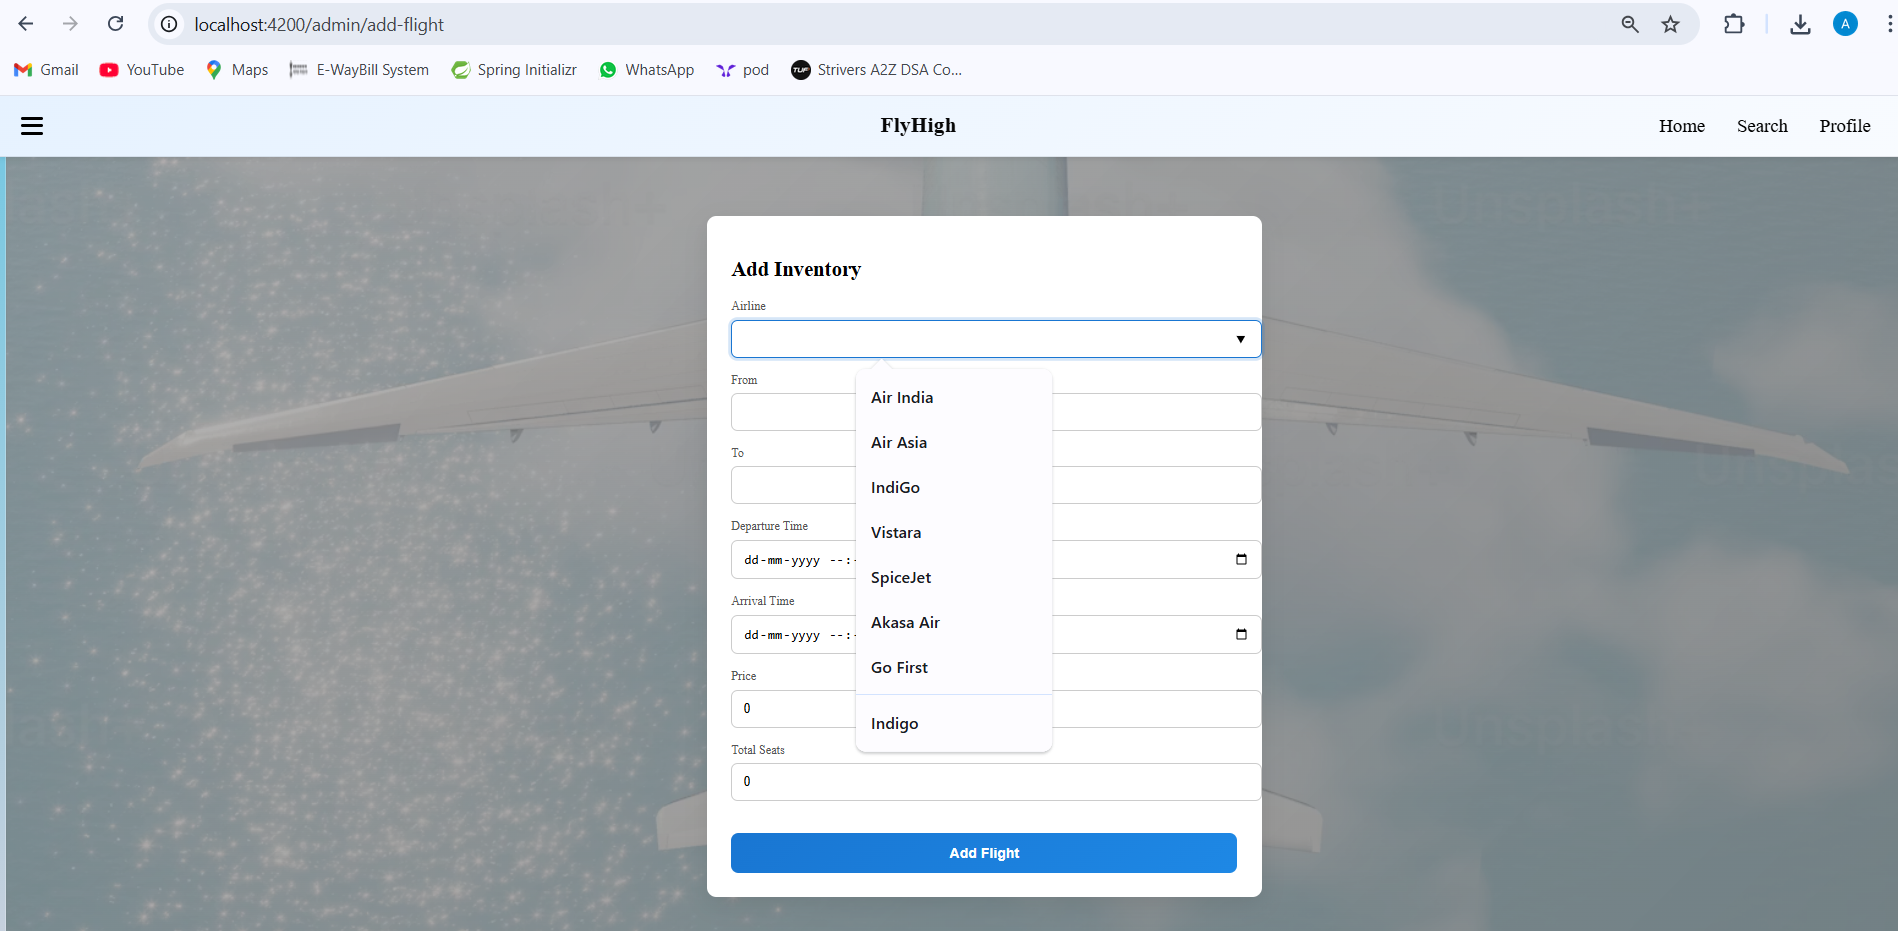 localhost:4200/admin/add-flight
A
Gmail YouTube Maps E-WayBill System Spring Initializr WhatsApp pod TUF Strivers A2Z DSA Co...
FlyHigh
Home Search Profile
Unsplash+
Add Inventory
Airline
From
To
Departure Time
dd-mm-yyyy --:-
Arrival Time
dd-mm-yyyy --:-
Price
0
Total Seats
0
Add Flight
Air India
Air Asia
IndiGo
Vistara
SpiceJet
Akasa Air
Go First
Indigo